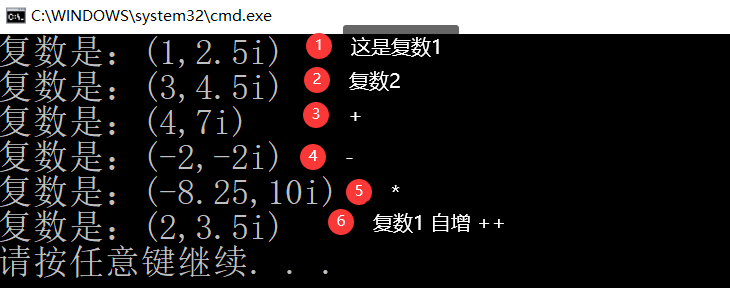 C:\WINDOWS\system32\cmd.exe
复数是：(1,2.5i) 1 这是复数1
复数是：(3,4.5i) 2 复数2
复数是：(4,7i) 3 +
复数是：(-2,-2i) 4 -
复数是：(-8.25,10i) 5 *
复数是：(2,3.5i) 6 复数1 自增 ++
请按任意键继续. . .